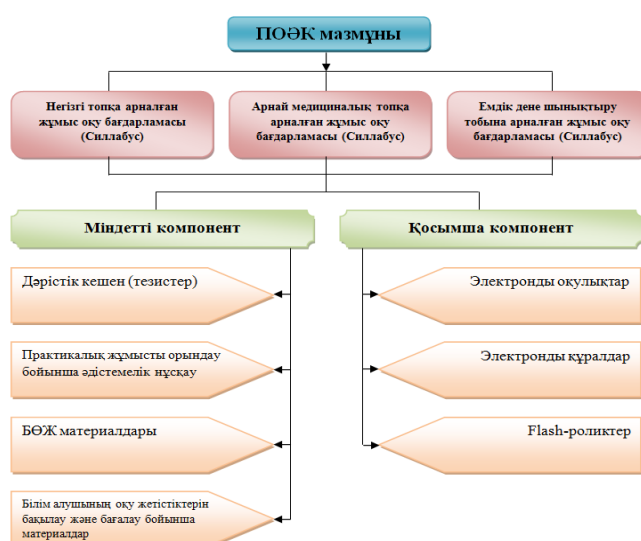 ПОӘК мазмұны
Негізгі топқа арналған
жұмыс оқу бағдарламасы
(Силлабус)
Арнай медициналық топқа
арналған жұмыс оқу
бағдарламасы (Силлабус)
Емдік дене шынықтыру
тобына арналған жұмыс оқу
бағдарламасы (Силлабус)
Міндетті компонент
Қосымша компонент
Дәрістік кешен (тезистер)
Электронды оқулықтар
Практикалық жұмысты орындау
бойынша әдістемелік нұсқау
Электронды құралдар
БӨЖ материалдары
Flash-роликтер
Білім алушының оқу жетістіктерін
бақылау және бағалау бойынша
материалдар